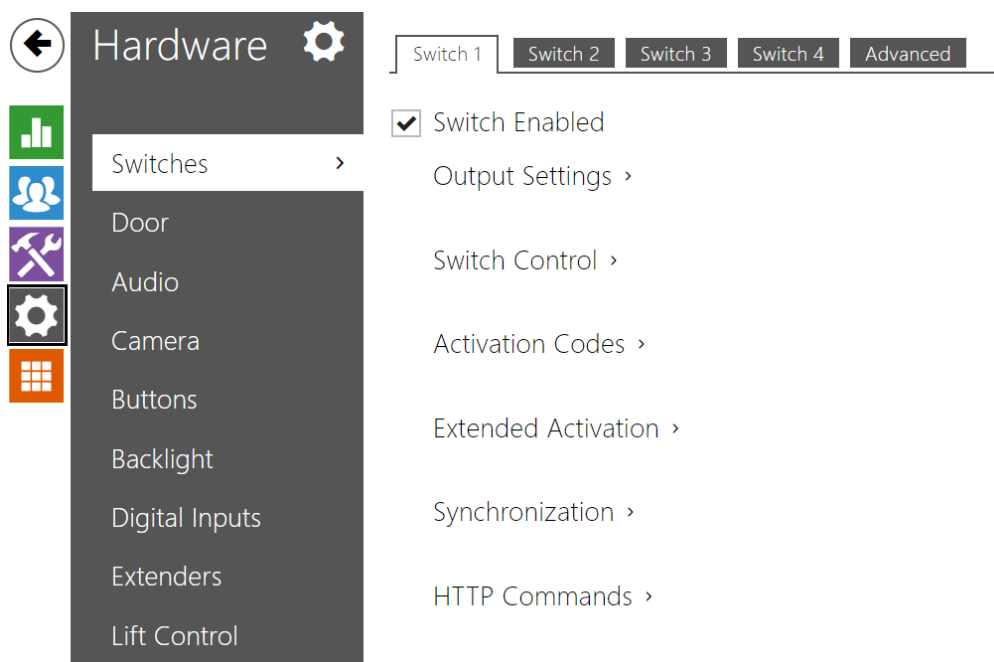 Hardware
Switches
Door
Audio
Camera
Buttons
Backlight
Digital Inputs
Extenders
Lift Control
Switch 1 Switch 2 Switch 3 Switch 4 Advanced
Switch Enabled
Output Settings
Switch Control
Activation Codes
Extended Activation
Synchronization
HTTP Commands